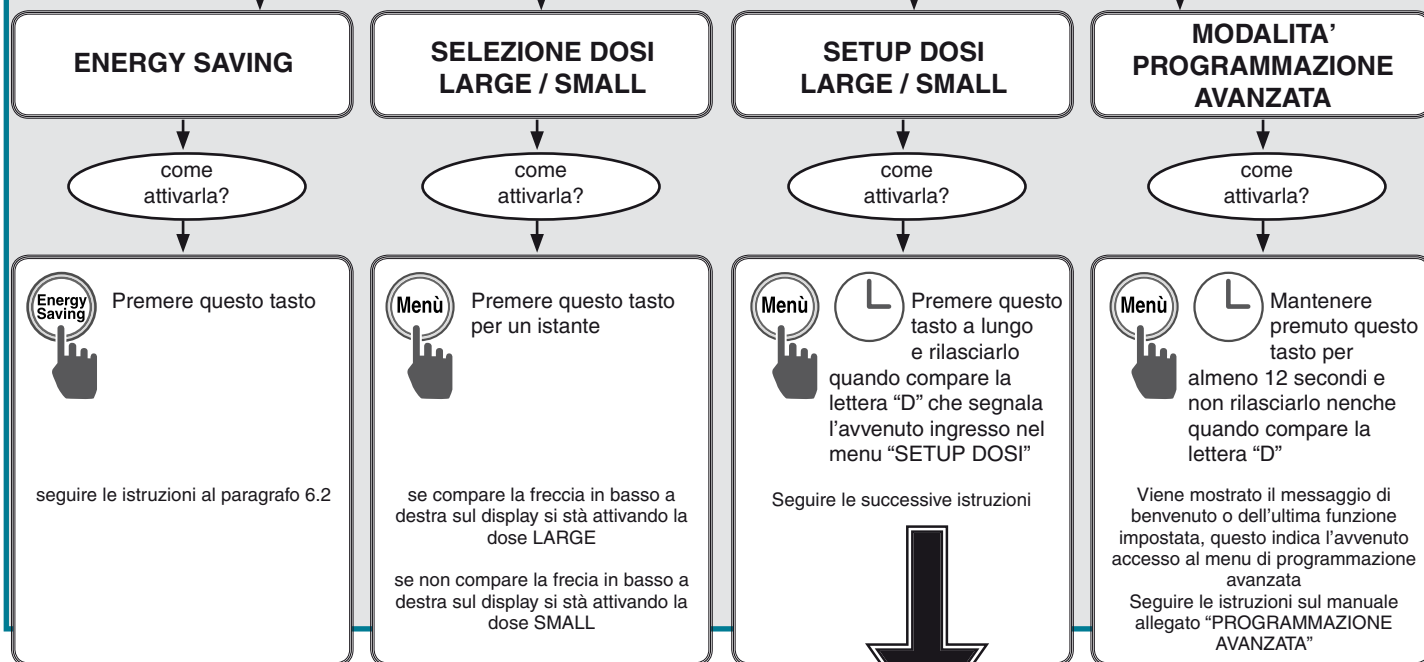 ENERGY SAVING
come
attivarla?
Energy
Saving
Premere questo tasto
seguire le istruzioni al paragrafo 6.2
SELEZIONE DOSI
LARGE / SMALL
come
attivarla?
Menù
Premere questo tasto
per un istante
se compare la freccia in basso a
destra sul display si stà attivando la
dose LARGE
se non compare la frecia in basso a
destra sul display si stà attivando la
dose SMALL
SETUP DOSI
LARGE / SMALL
come
attivarla?
Menù
Premere questo
tasto a lungo
e rilasciarlo
quando compare la
lettera “D” che segnala
l’avvenuto ingresso nel
menu “SETUP DOSI”
Seguire le successive istruzioni
MODALITA’
PROGRAMMAZIONE
AVANZATA
come
attivarla?
Menù
Mantenere
premuto questo
tasto per
almeno 12 secondi e
non rilasciarlo nenche
quando compare la
lettera “D”
Viene mostrato il messaggio di
benvenuto o dell’ultima funzione
impostata, questo indica l’avvenuto
accesso al menu di programmazione
avanzata
Seguire le istruzioni sul manuale
allegato “PROGRAMMAZIONE
AVANZATA”